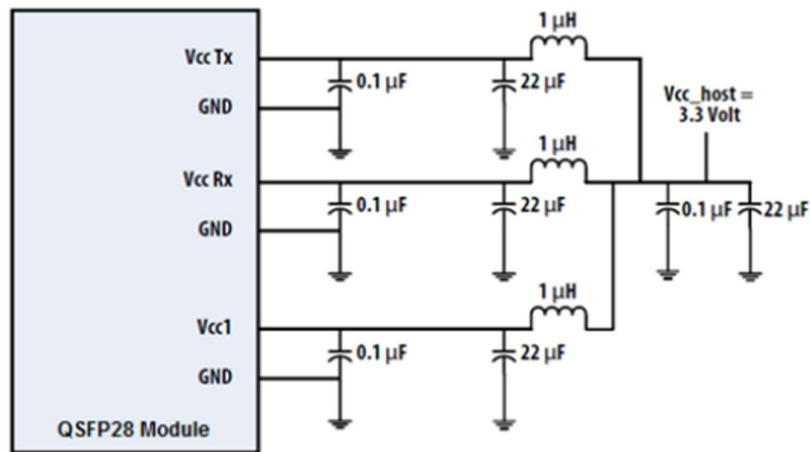 1 µH
Vcc Tx
0.1 µF
22 µF
GND
Vcc_host =
3.3 Volt
1 µH
Vcc Rx
0.1 µF
22 µF
0.1 µF
22 µF
GND
1 µH
Vcc1
0.1 µF
22 µF
GND
QSFP28 Module